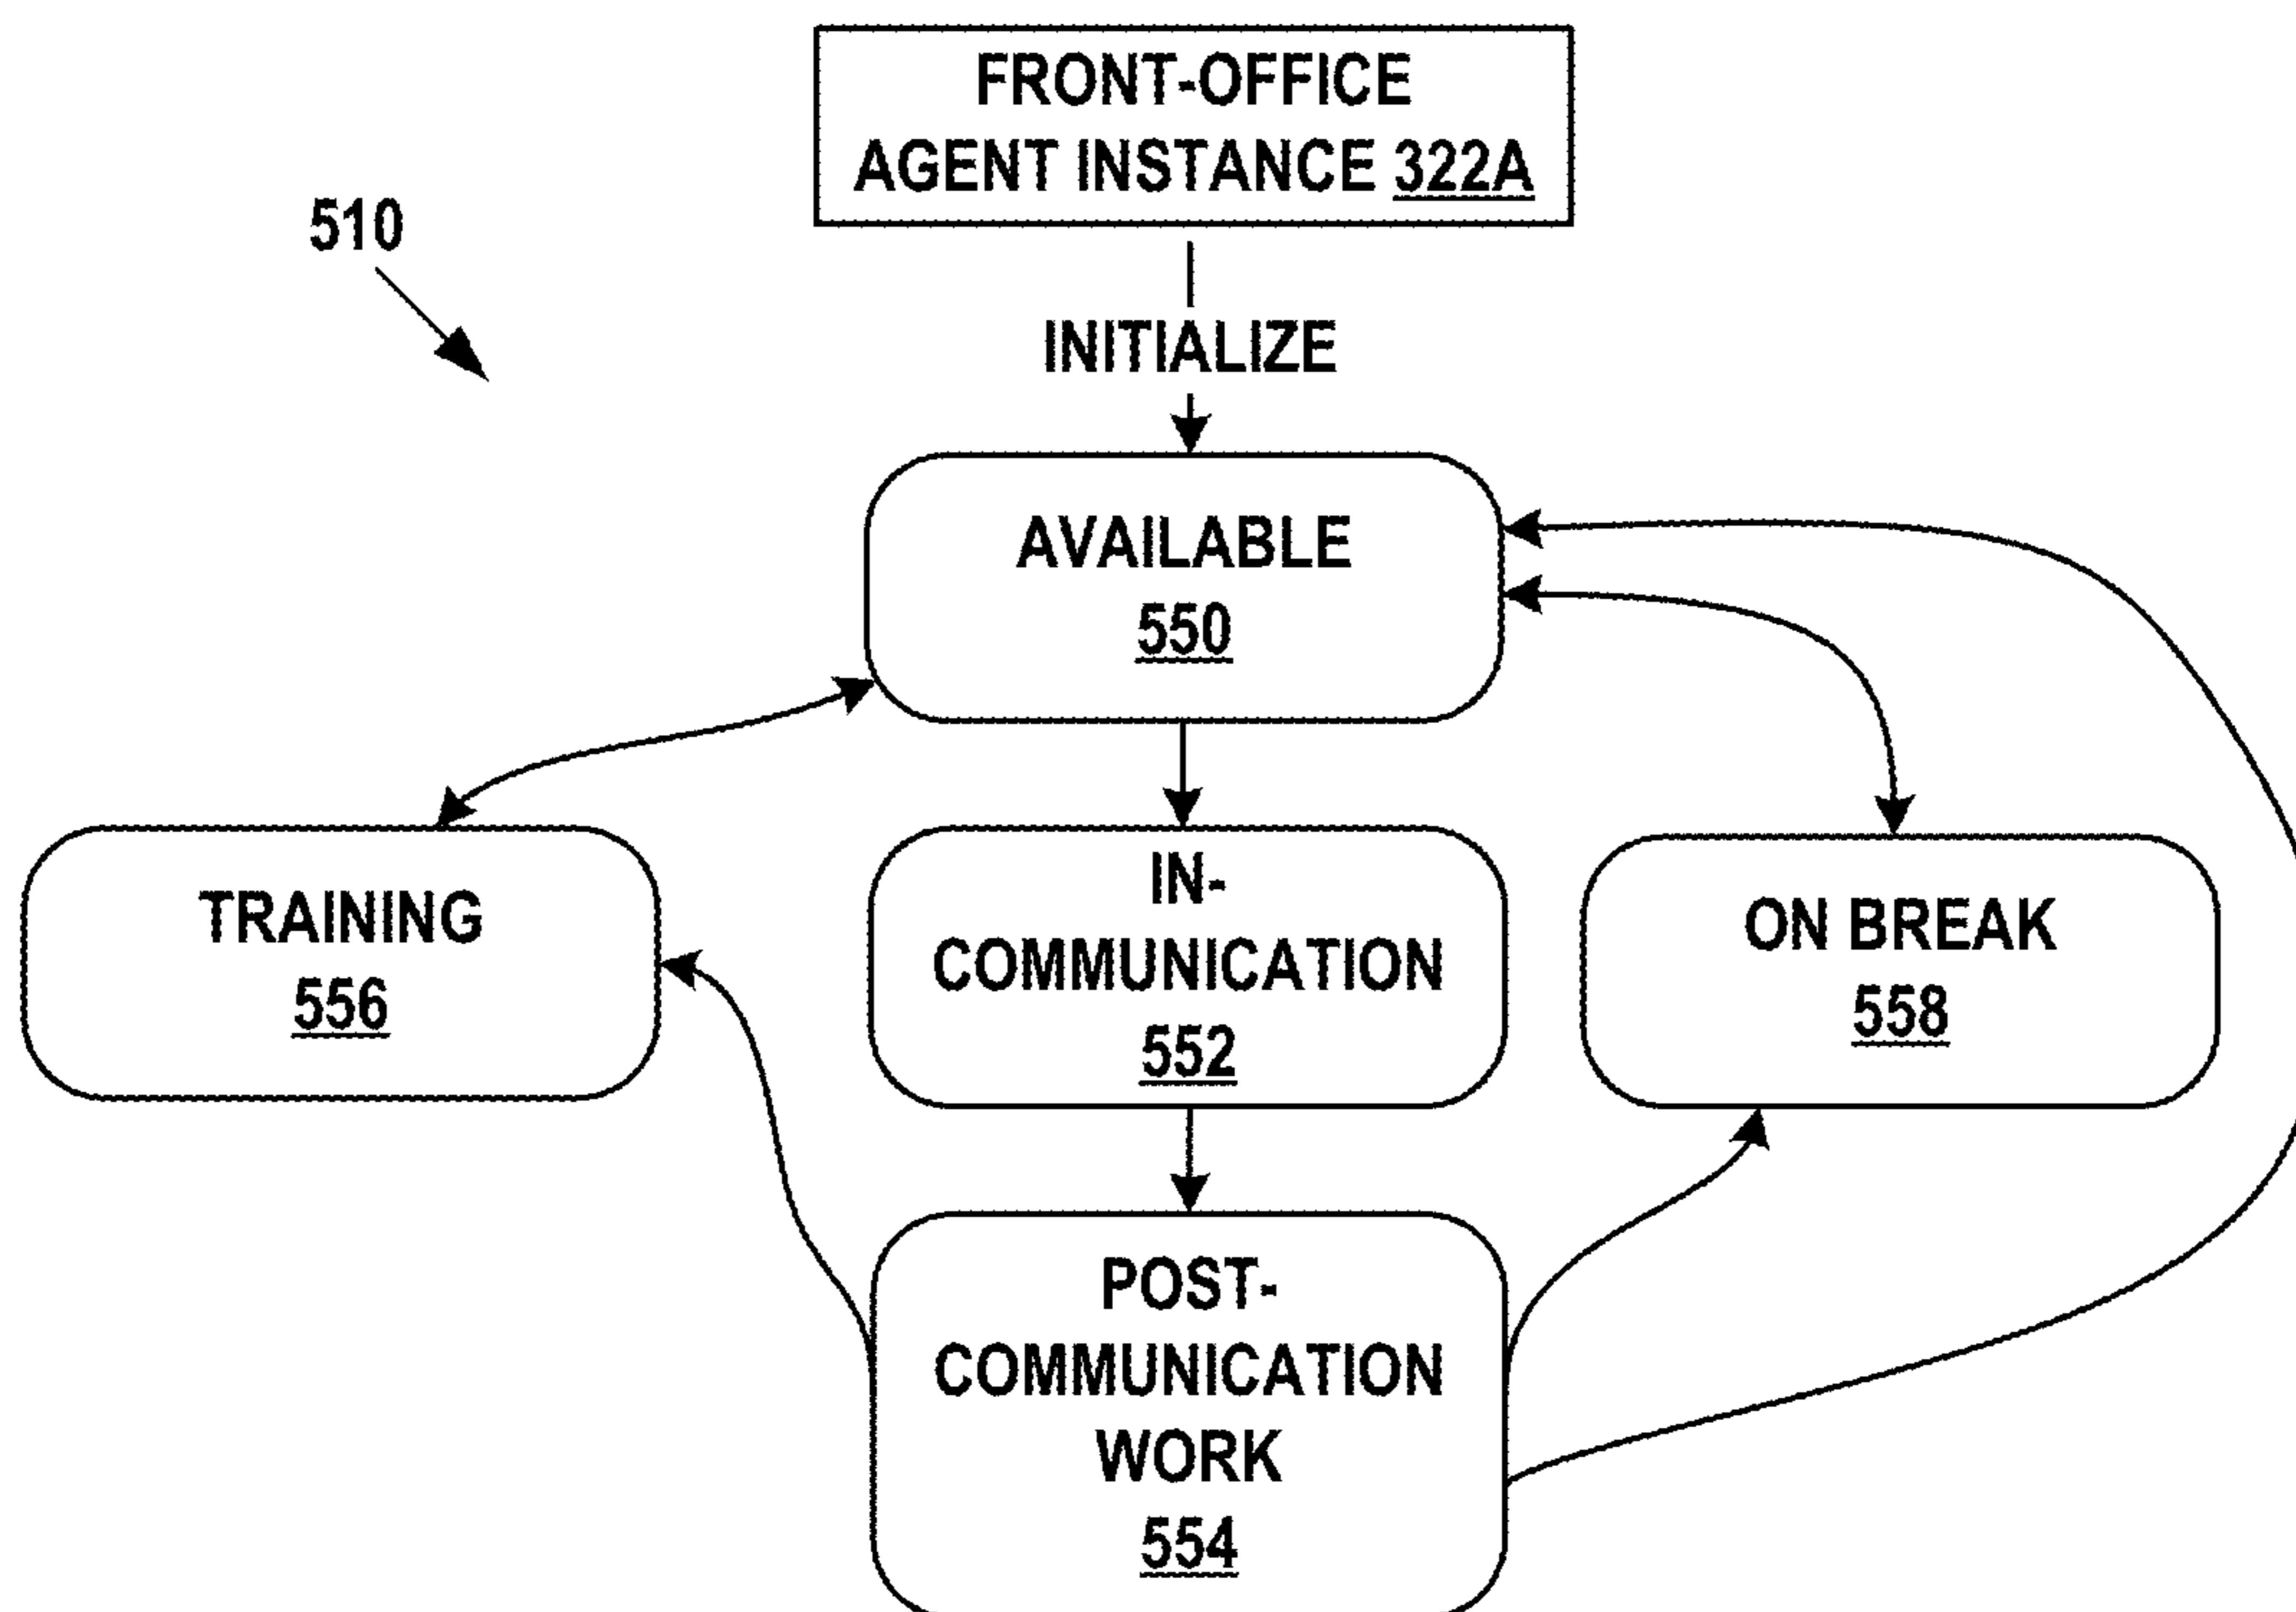 FRONT-OFFICE
AGENT INSTANCE 322A
510
INITIALIZE
AVAILABLE
550
TRAINING
556
IN-
COMMUNICATION
552
ON BREAK
558
POST-
COMMUNICATION
WORK
554